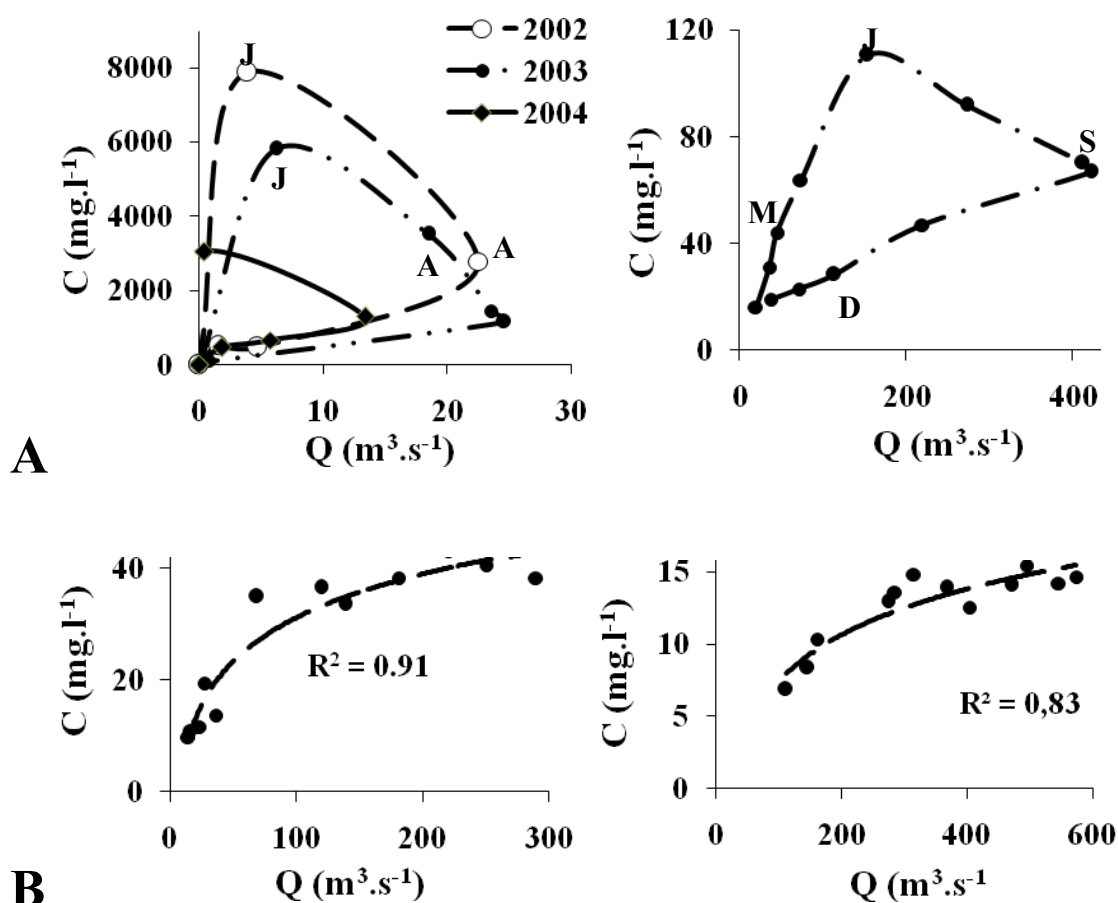 A
8000
6000
4000
2000
0
C (mg.l⁻¹)
J
J
A
A
2002
2003
2004
0 10 20 30
Q (m³.s⁻¹)
120
80
40
0
C (mg.l⁻¹)
J
M
S
D
0 200 400
Q (m³.s⁻¹)
B
40
20
0
C (mg.l⁻¹)
R² = 0.91
0 100 200 300
Q (m³.s⁻¹)
15
10
5
0
C (mg.l⁻¹)
R² = 0,83
0 200 400 600
Q (m³.s⁻¹